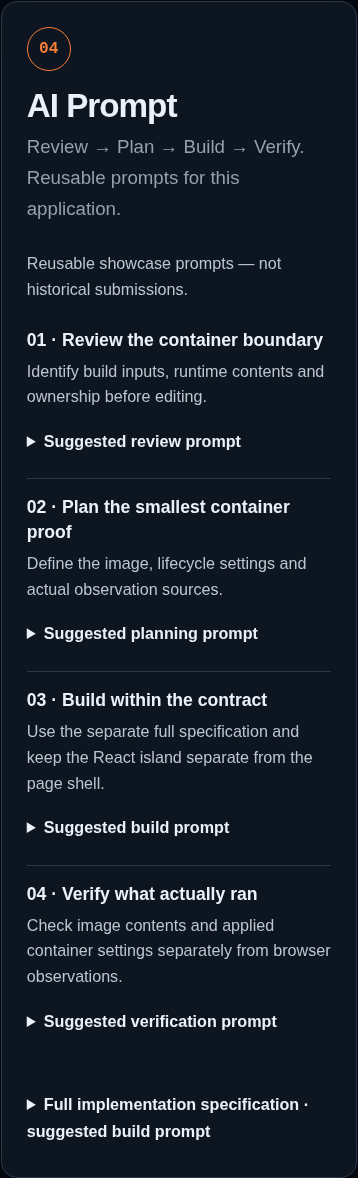 04
AI Prompt
Review → Plan → Build → Verify.
Reusable prompts for this
application.
Reusable showcase prompts — not
historical submissions.
01 · Review the container boundary
Identify build inputs, runtime contents and
ownership before editing.
▶ Suggested review prompt
02 · Plan the smallest container
proof
Define the image, lifecycle settings and
actual observation sources.
▶ Suggested planning prompt
03 · Build within the contract
Use the separate full specification and
keep the React island separate from the
page shell.
▶ Suggested build prompt
04 · Verify what actually ran
Check image contents and applied
container settings separately from browser
observations.
▶ Suggested verification prompt
▶ Full implementation specification ·
suggested build prompt